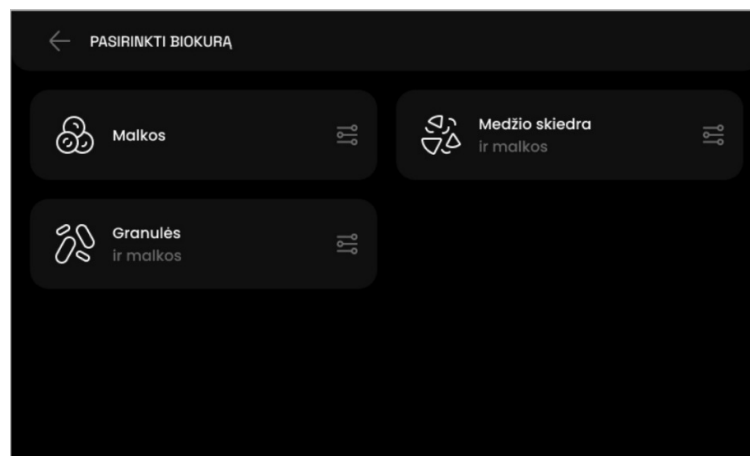 PASIRINKTI BIOKURĄ
Malkos
Medžio skiedra
ir malkos
Granulės
ir malkos